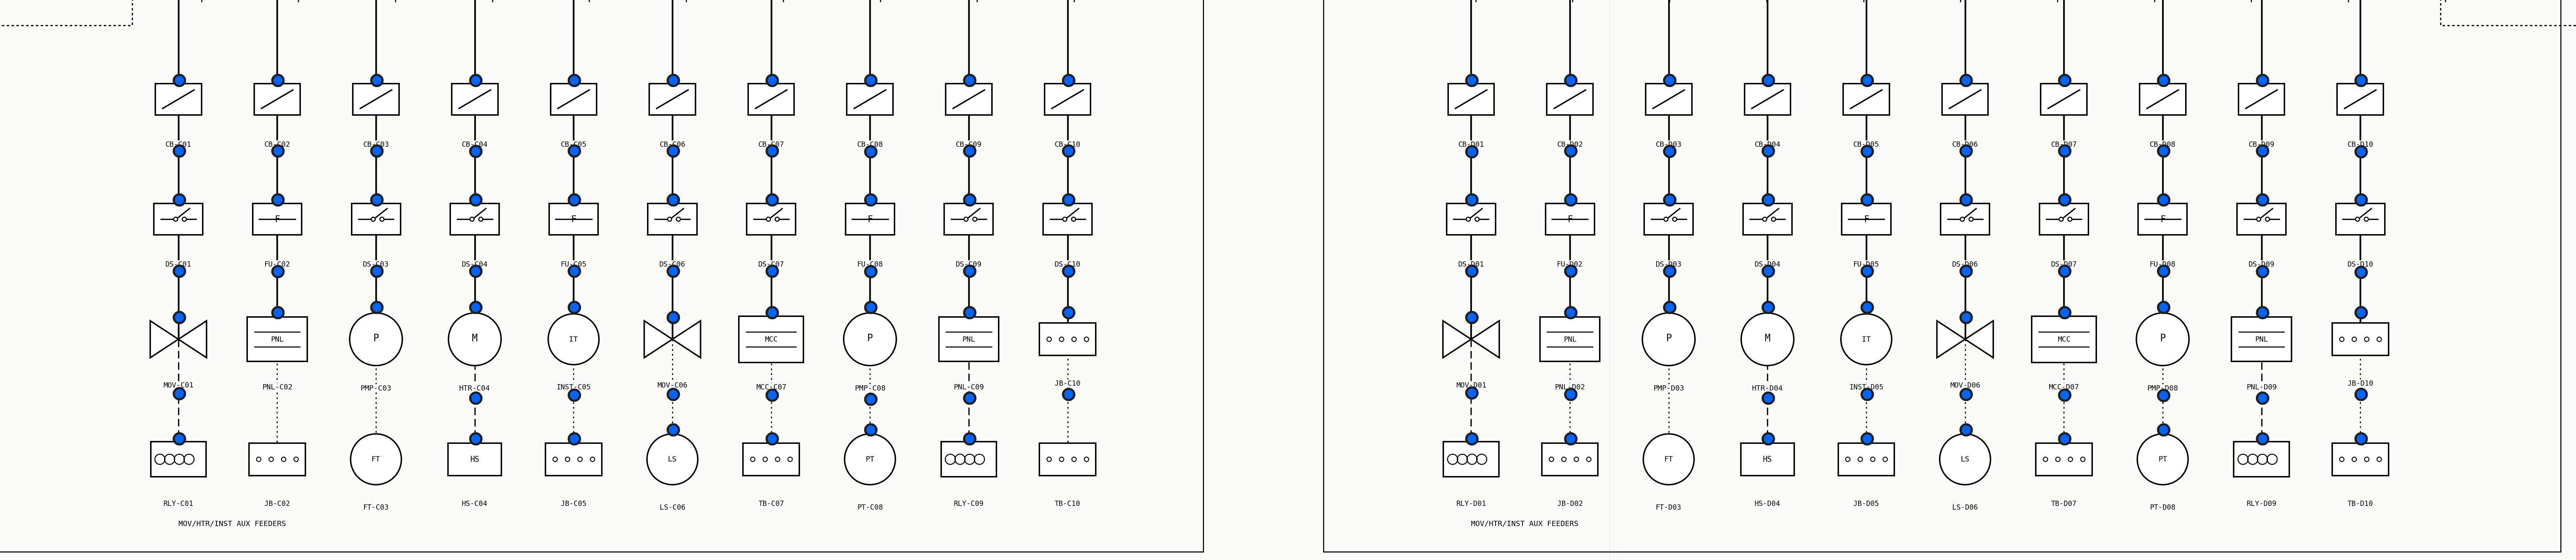 CB-C01 CB-C02 CB-C03 CB-C04 CB-C05 CB-C06 CB-C07 CB-C08 CB-C09 CB-C10 CB-D01 CB-D02 CB-D03 CB-D04 CB-D05 CB-D06 CB-D07 CB-D08 CB-D09 CB-D10
F F F F F F
DS-C01 FU-C02 DS-C03 DS-C04 FU-C05 DS-C06 DS-C07 FU-C08 DS-C09 DS-C10 DS-D01 FU-D02 DS-D03 DS-D04 FU-D05 DS-D06 DS-D07 FU-D08 DS-D09 DS-D10
PNL P M IT MCC P PNL PNL P M IT MCC P PNL
MOV-C01 PNL-C02 PMP-C03 HTR-C04 INST-C05 MOV-C06 MCC-C07 PMP-C08 PNL-C09 JB-C10 MOV-D01 PNL-D02 PMP-D03 HTR-D04 INST-D05 MOV-D06 MCC-D07 PMP-D08 PNL-D09 JB-D10
FT HS LS PT FT HS LS PT
RLY-C01 JB-C02 FT-C03 HS-C04 JB-C05 LS-C06 TB-C07 PT-C08 RLY-C09 TB-C10 RLY-D01 JB-D02 FT-D03 HS-D04 JB-D05 LS-D06 TB-D07 PT-D08 RLY-D09 TB-D10
MOV/HTR/INST AUX FEEDERS MOV/HTR/INST AUX FEEDERS